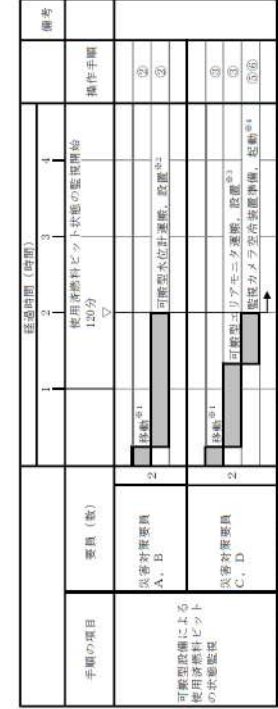 経過時間（時間）
備考
1
2
3
4
手順の項目
要員（数）
使用済燃料ピット状態の監視開始
120分
▽
操作手順
可搬型設備による
使用済燃料ピット
の状態監視
災害対策要員
A，B
2
移動※1
②
可搬型水位計運搬，設置※2
②
災害対策要員
C，D
2
移動※1
③
可搬型エリアモニタ運搬，設置※3
③
監視カメラ空冷装置準備，起動※4
⑤⑥